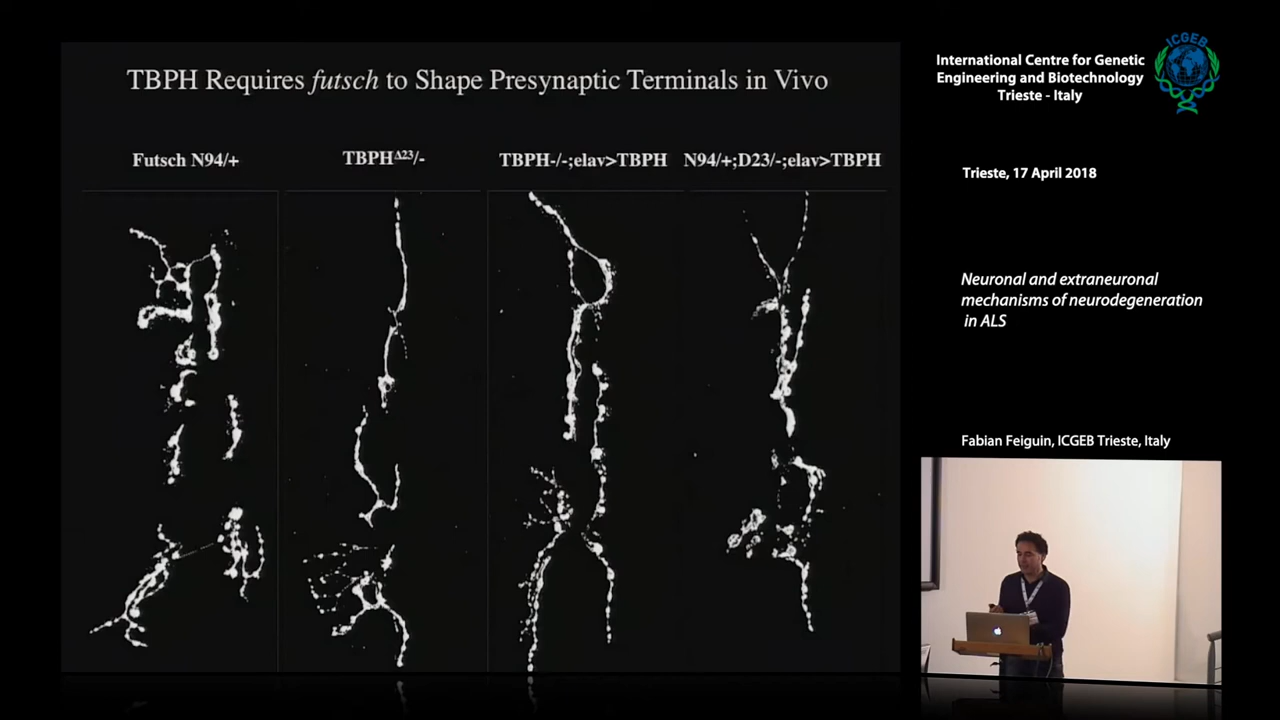 TBPH Requires futsch to Shape Presynaptic Terminals in Vivo
Futsch N94/+
TBPHΔ23/-
TBPH-/-;elav>TBPH
N94/+;D23/-;elav>TBPH
International Centre for Genetic
Engineering and Biotechnology
Trieste - Italy
ICGEB
Trieste, 17 April 2018
Neuronal and extraneuronal
mechanisms of neurodegeneration
in ALS
Fabian Feiguin, ICGEB Trieste, Italy